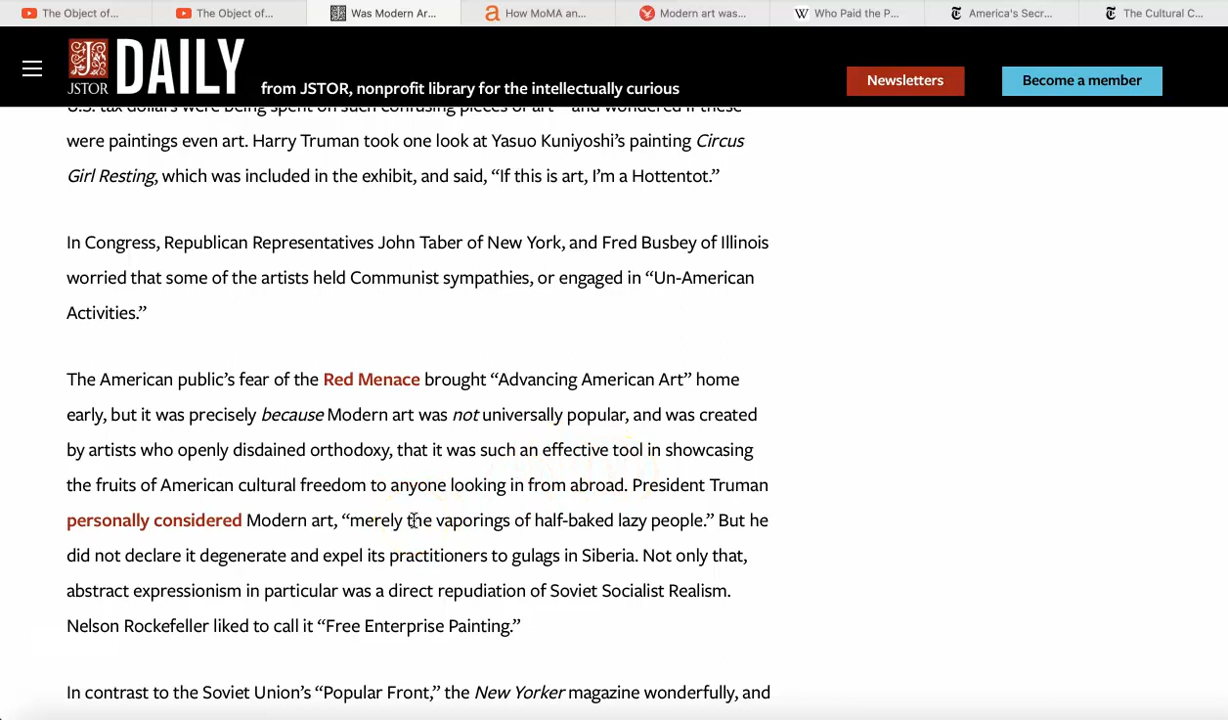 The Object of...
The Object of...
Was Modern Ar...
How MoMA an...
Modern art was...
Who Paid the P...
America's Secr...
The Cultural C...
JSTOR DAILY
from JSTOR, nonprofit library for the intellectually curious
Newsletters
Become a member
U.S. tax dollars were being spent on such confusing pieces of art—and wondered if these
were paintings even art. Harry Truman took one look at Yasuo Kuniyoshi’s painting Circus
Girl Resting, which was included in the exhibit, and said, “If this is art, I’m a Hottentot.”
In Congress, Republican Representatives John Taber of New York, and Fred Busbey of Illinois
worried that some of the artists held Communist sympathies, or engaged in “Un-American
Activities.”
The American public’s fear of the Red Menace brought “Advancing American Art” home
early, but it was precisely because Modern art was not universally popular, and was created
by artists who openly disdained orthodoxy, that it was such an effective tool in showcasing
the fruits of American cultural freedom to anyone looking in from abroad. President Truman
personally considered Modern art, “merely the vaporings of half-baked lazy people.” But he
did not declare it degenerate and expel its practitioners to gulags in Siberia. Not only that,
abstract expressionism in particular was a direct repudiation of Soviet Socialist Realism.
Nelson Rockefeller liked to call it “Free Enterprise Painting.”
In contrast to the Soviet Union’s “Popular Front,” the New Yorker magazine wonderfully, and